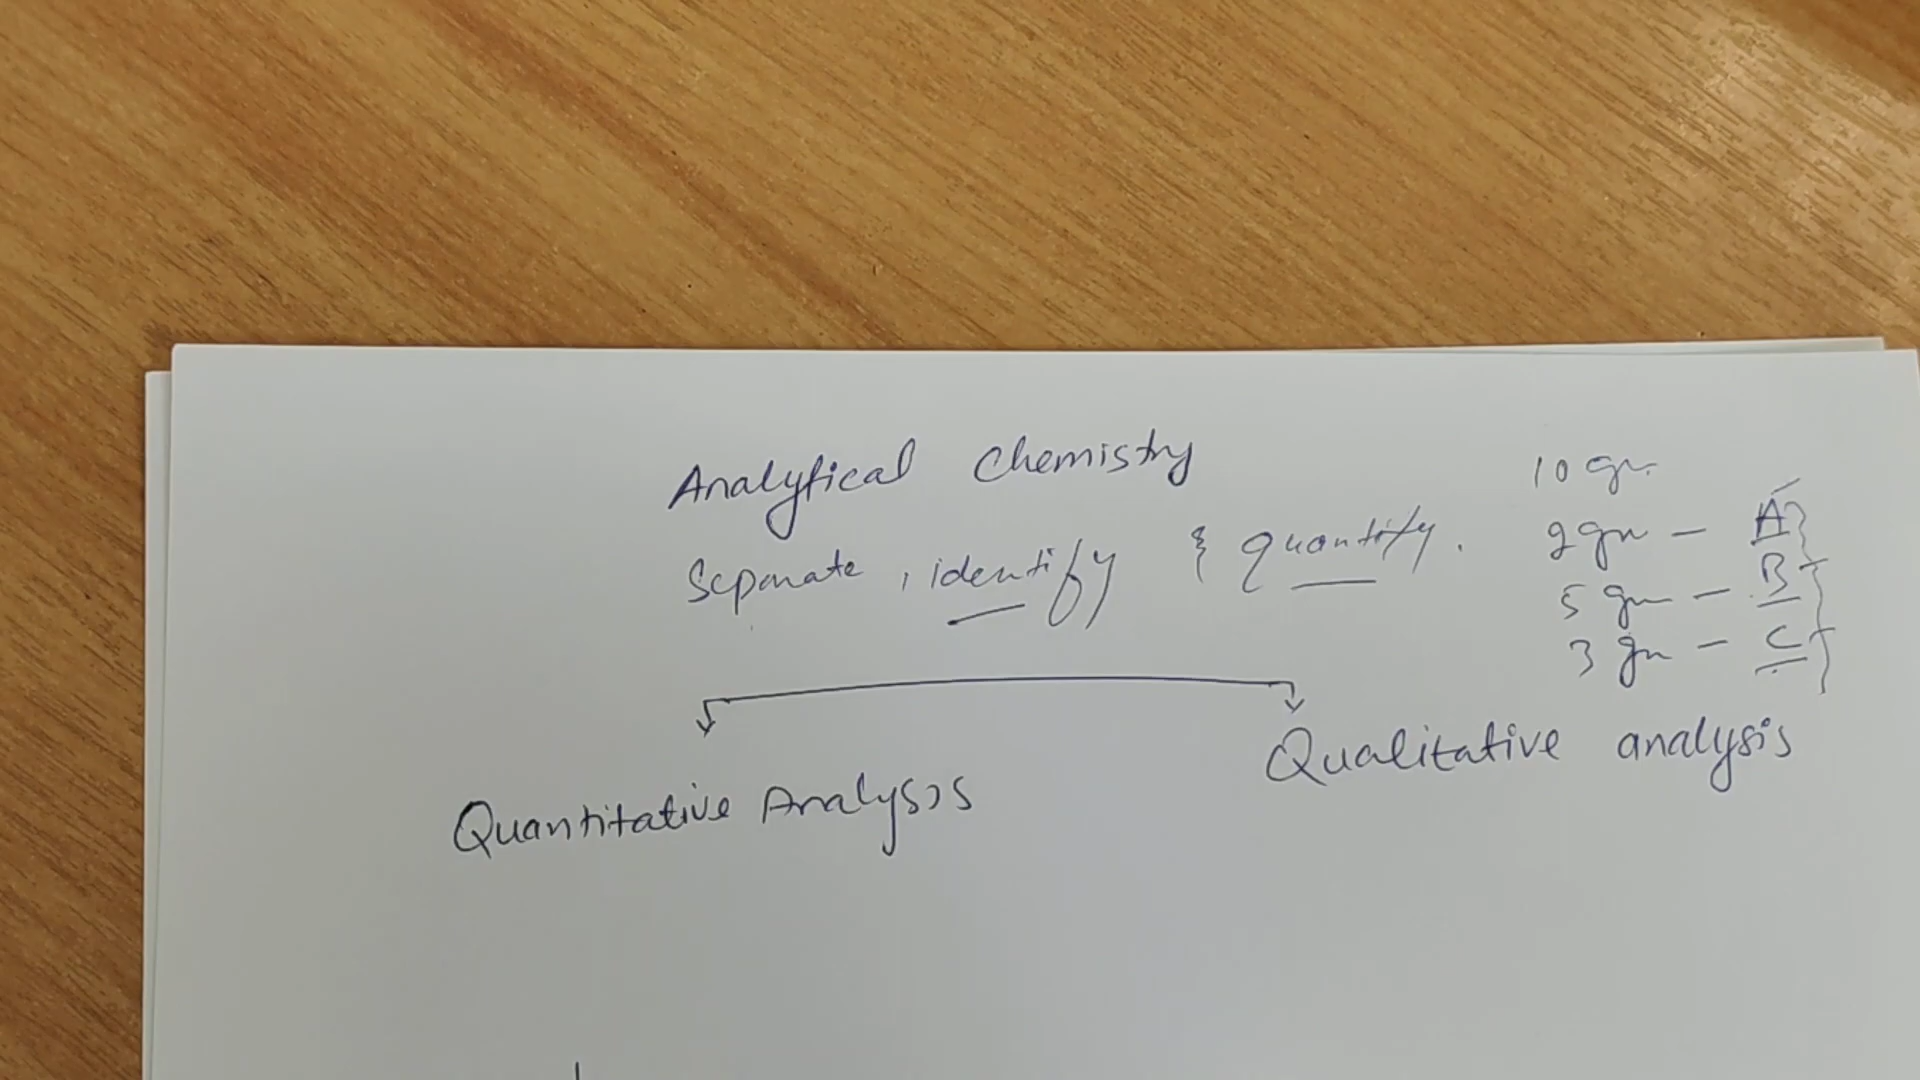 Analytical Chemistry
Separate, identify & quantify.
10 gm
2 gm - A
5 gm - B
3 gm - C
Quantitative Analysis
Qualitative analysis